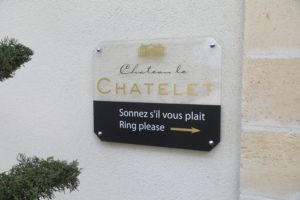 Chateau le
CHATELET
Sonnez s'il vous plait
Ring please